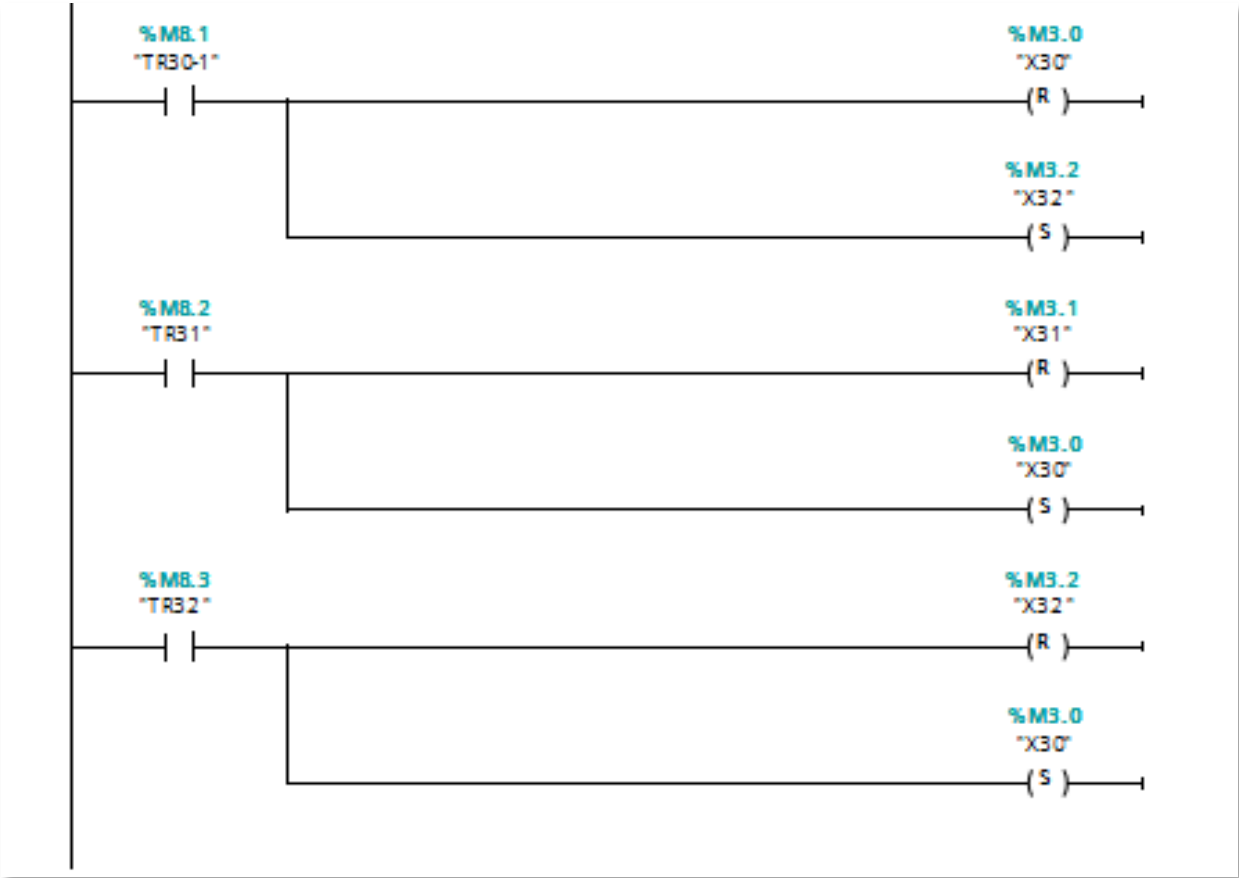 %M8.1
"TR30-1"
%M3.0
"X30"
(R)
%M3.2
"X32"
(S)
%M8.2
"TR31"
%M3.1
"X31"
(R)
%M3.0
"X30"
(S)
%M8.3
"TR32"
%M3.2
"X32"
(R)
%M3.0
"X30"
(S)